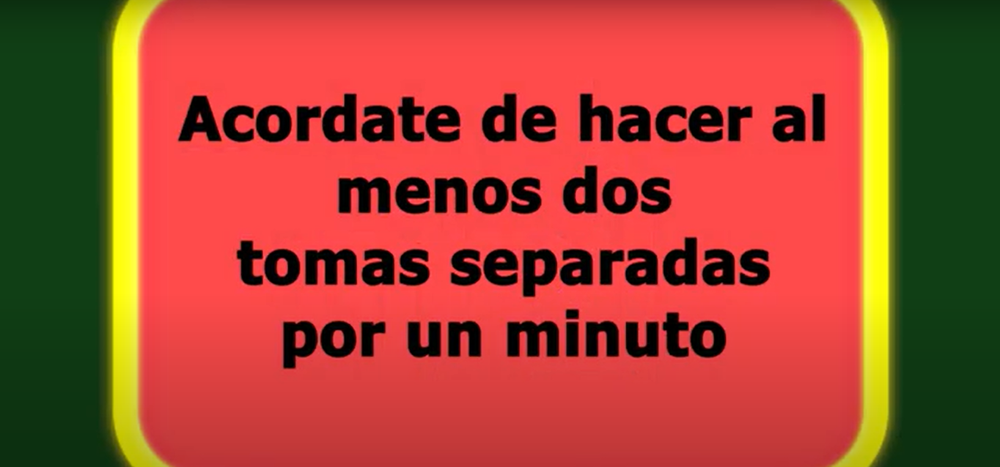 Acordate de hacer al
menos dos
tomas separadas
por un minuto